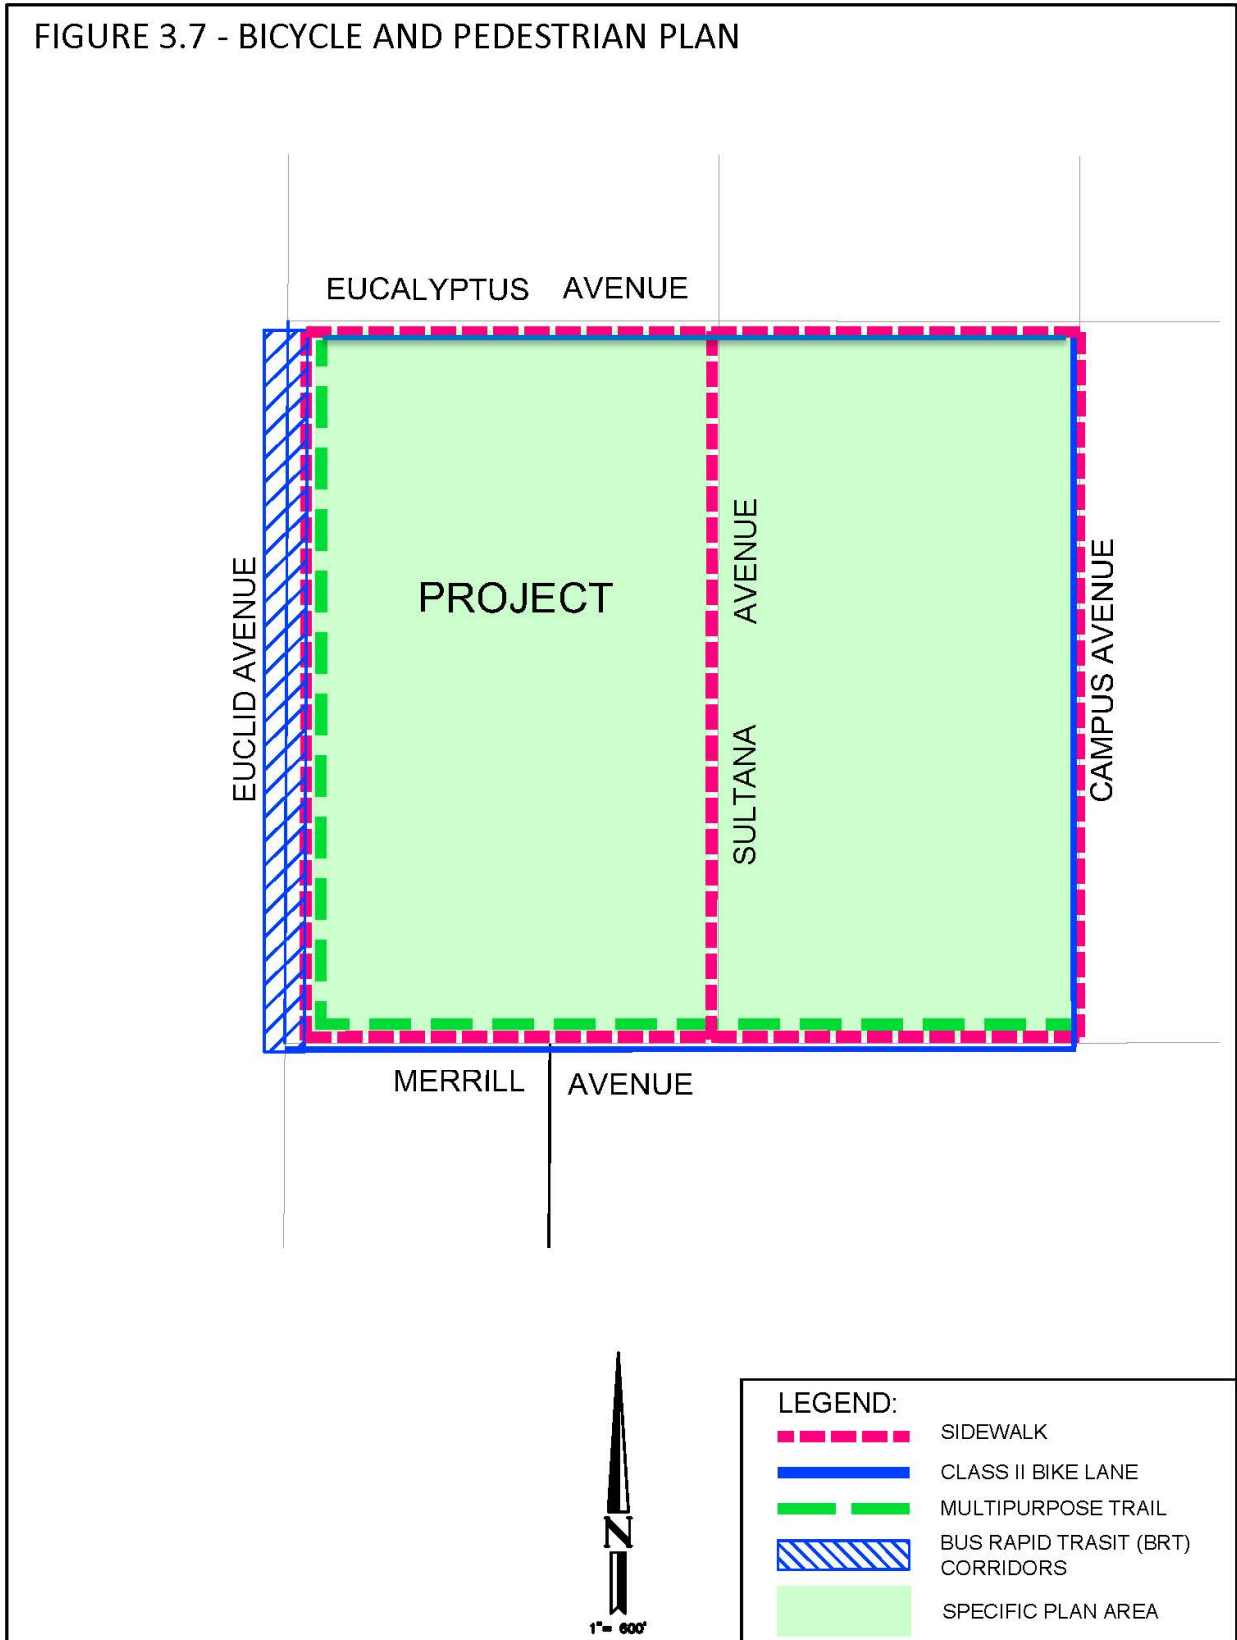 FIGURE 3.7 - BICYCLE AND PEDESTRIAN PLAN
EUCALYPTUS AVENUE
EUCLID AVENUE
PROJECT
SULTANA AVENUE
CAMPUS AVENUE
MERRILL AVENUE
N
1"= 600'
LEGEND:
SIDEWALK
CLASS II BIKE LANE
MULTIPURPOSE TRAIL
BUS RAPID TRASIT (BRT)
CORRIDORS
SPECIFIC PLAN AREA